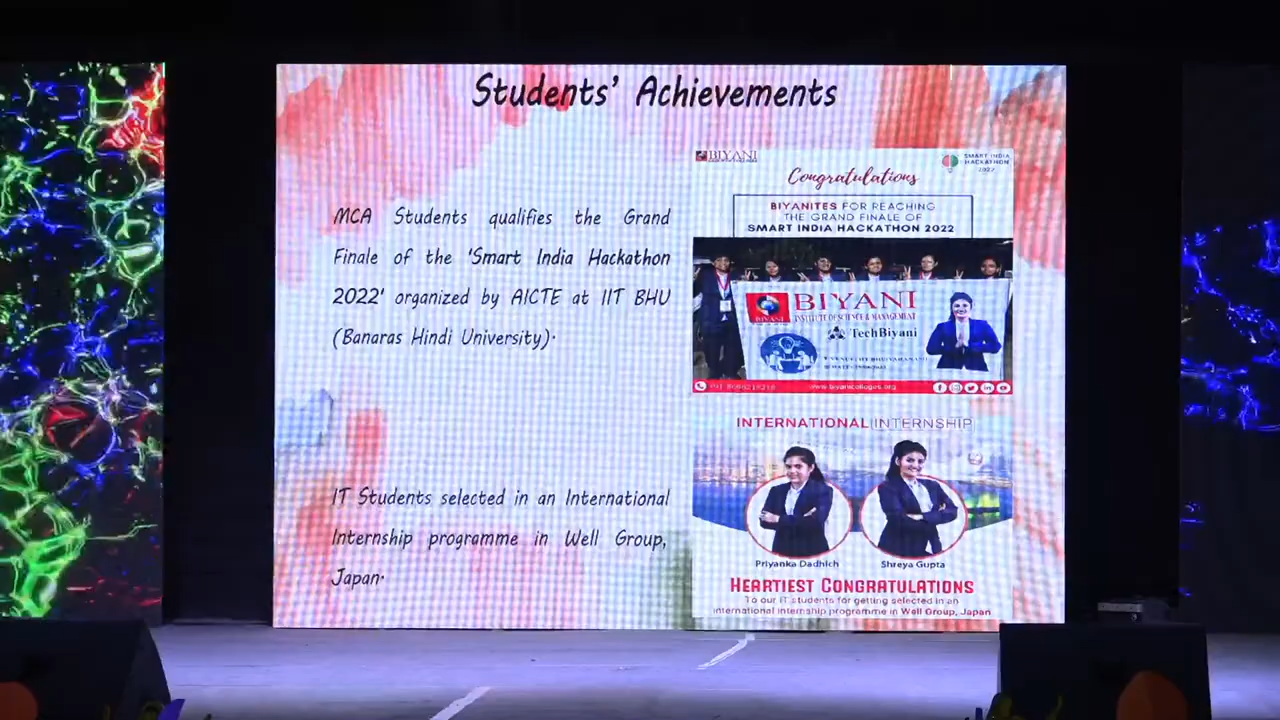 Students' Achievements
MCA Students qualifies the Grand
Finale of the 'Smart India Hackathon
2022' organized by AICTE at IIT BHU
(Banaras Hindi University).
IT Students selected in an International
Internship programme in Well Group,
Japan.
BIYANI
SMART INDIA
HACKATHON
2022
Congratulations
BIYANITES FOR REACHING
THE GRAND FINALE OF
SMART INDIA HACKATHON 2022
BIYANI
BIYANI
INSTITUTE OF SCIENCE & MANAGEMENT
TechBiyani
www.biyanicolleges.org
INTERNATIONAL INTERNSHIP
Priyanka Dadhich
Shreya Gupta
HEARTIEST CONGRATULATIONS
To our IT students for getting selected in an
international internship programme in Well Group, Japan